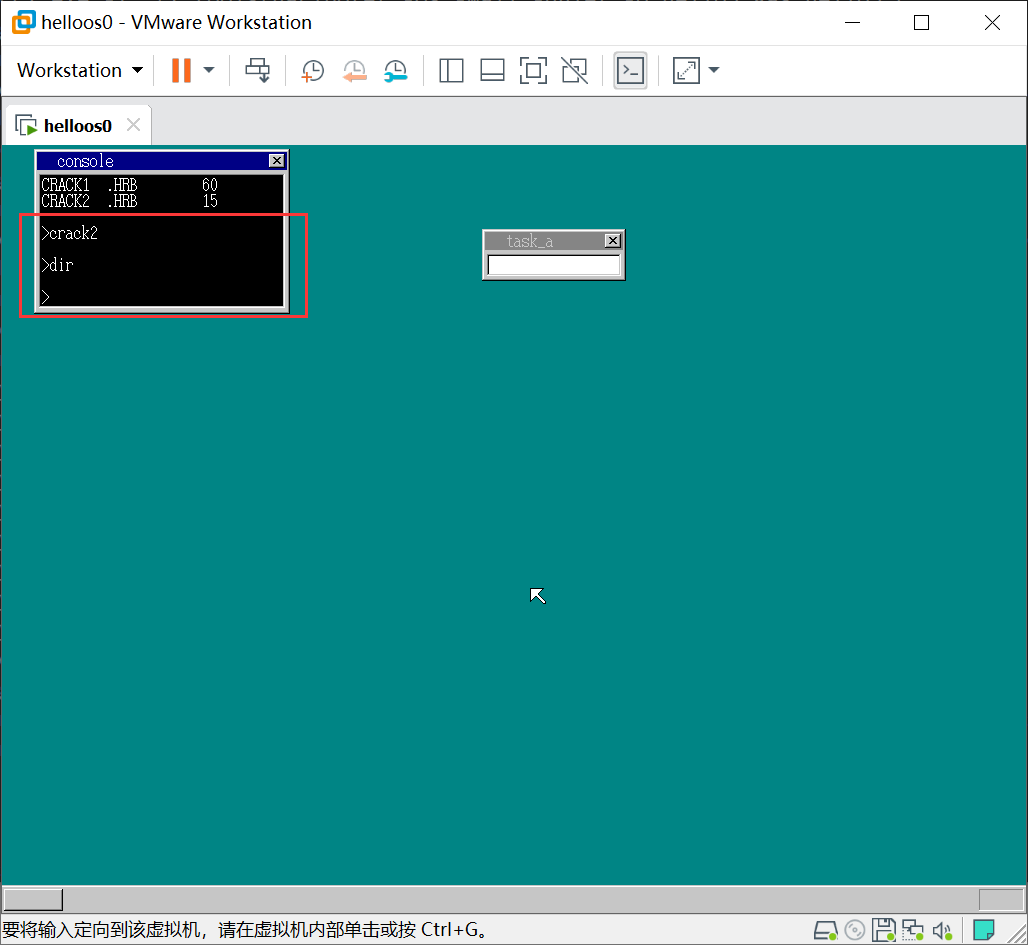 helloos0 - VMware Workstation
Workstation
helloos0
console
CRACK1 .HRB 60
CRACK2 .HRB 15
>crack2
>dir
>
task_a
要将输入定向到该虚拟机，请在虚拟机内部单击或按 Ctrl+G。